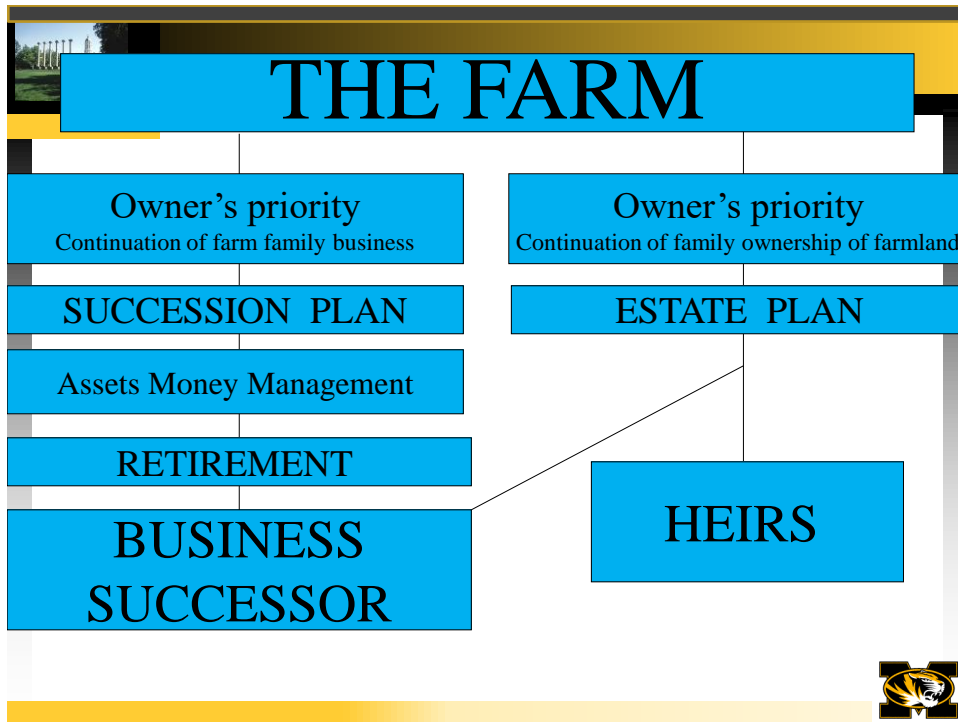 THE FARM
Owner’s priority
Continuation of farm family business
SUCCESSION PLAN
Assets Money Management
RETIREMENT
BUSINESS
SUCCESSOR
Owner’s priority
Continuation of family ownership of farmland
ESTATE PLAN
HEIRS